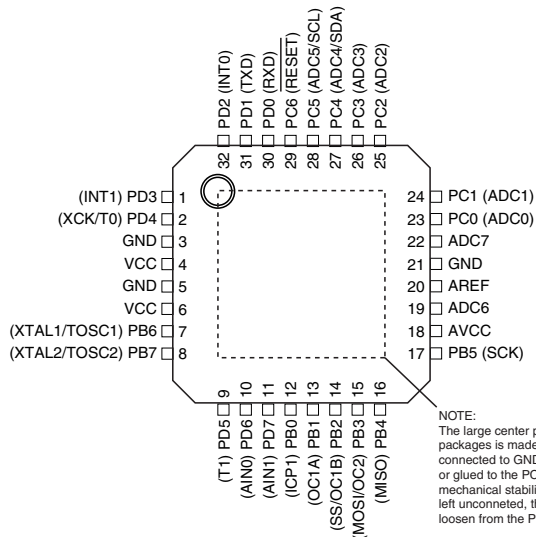 32 PD2 (INT0)
31 PD1 (TXD)
30 PD0 (RXD)
29 PC6 (RESET)
28 PC5 (ADC5/SCL)
27 PC4 (ADC4/SDA)
26 PC3 (ADC3)
25 PC2 (ADC2)
(INT1) PD3 1
(XCK/T0) PD4 2
GND 3
VCC 4
GND 5
VCC 6
(XTAL1/TOSC1) PB6 7
(XTAL2/TOSC2) PB7 8
24 PC1 (ADC1)
23 PC0 (ADC0)
22 ADC7
21 GND
20 AREF
19 ADC6
18 AVCC
17 PB5 (SCK)
(T1) PD5 9
(AIN0) PD6 10
(AIN1) PD7 11
(ICP1) PB0 12
(OC1A) PB1 13
(SS/OC1B) PB2 14
(MOSI/OC2) PB3 15
(MISO) PB4 16
NOTE:
The large center p
packages is made
connected to GND
or glued to the PC
mechanical stabili
left unconneted, th
loosen from the P